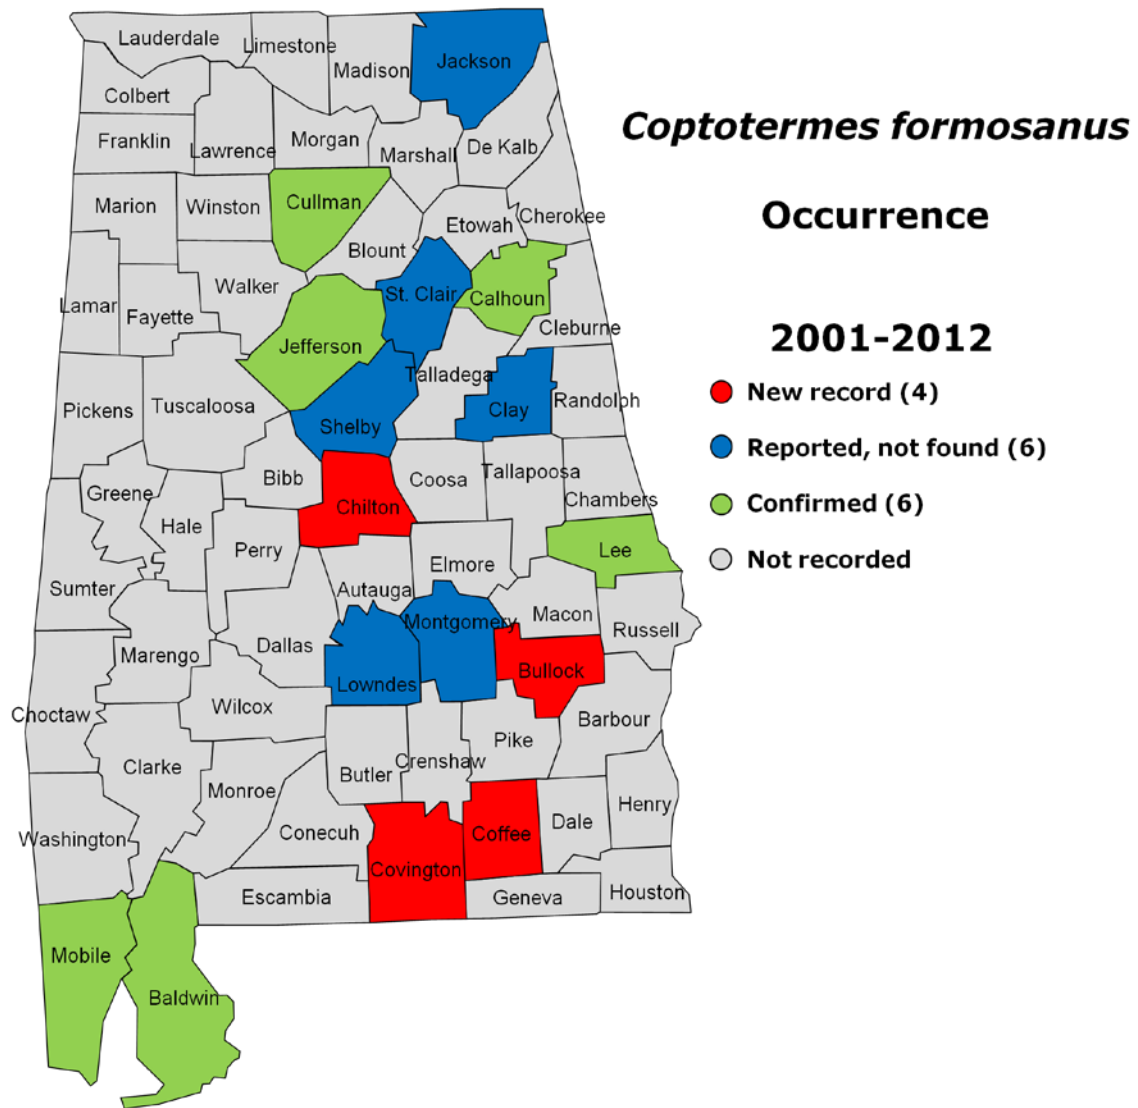 Lauderdale
Limestone
Madison
Jackson
Colbert
Franklin
Lawrence
Morgan
Marshall
De Kalb
Coptotermes formosanus
Marion
Winston
Cullman
Blount
Etowah
Cherokee
Occurrence
Lamar
Fayette
Walker
St. Clair
Calhoun
Cleburne
2001-2012
Jefferson
Talladega
Pickens
Tuscaloosa
Shelby
Clay
Randolph
New record (4)
Reported, not found (6)
Confirmed (6)
Not recorded
Greene
Hale
Bibb
Chilton
Coosa
Tallapoosa
Chambers
Sumter
Perry
Autauga
Elmore
Lee
Marengo
Dallas
Lowndes
Montgomery
Macon
Russell
Bullock
Choctaw
Clarke
Wilcox
Butler
Crenshaw
Pike
Barbour
Washington
Monroe
Conecuh
Covington
Coffee
Dale
Henry
Escambia
Geneva
Houston
Mobile
Baldwin